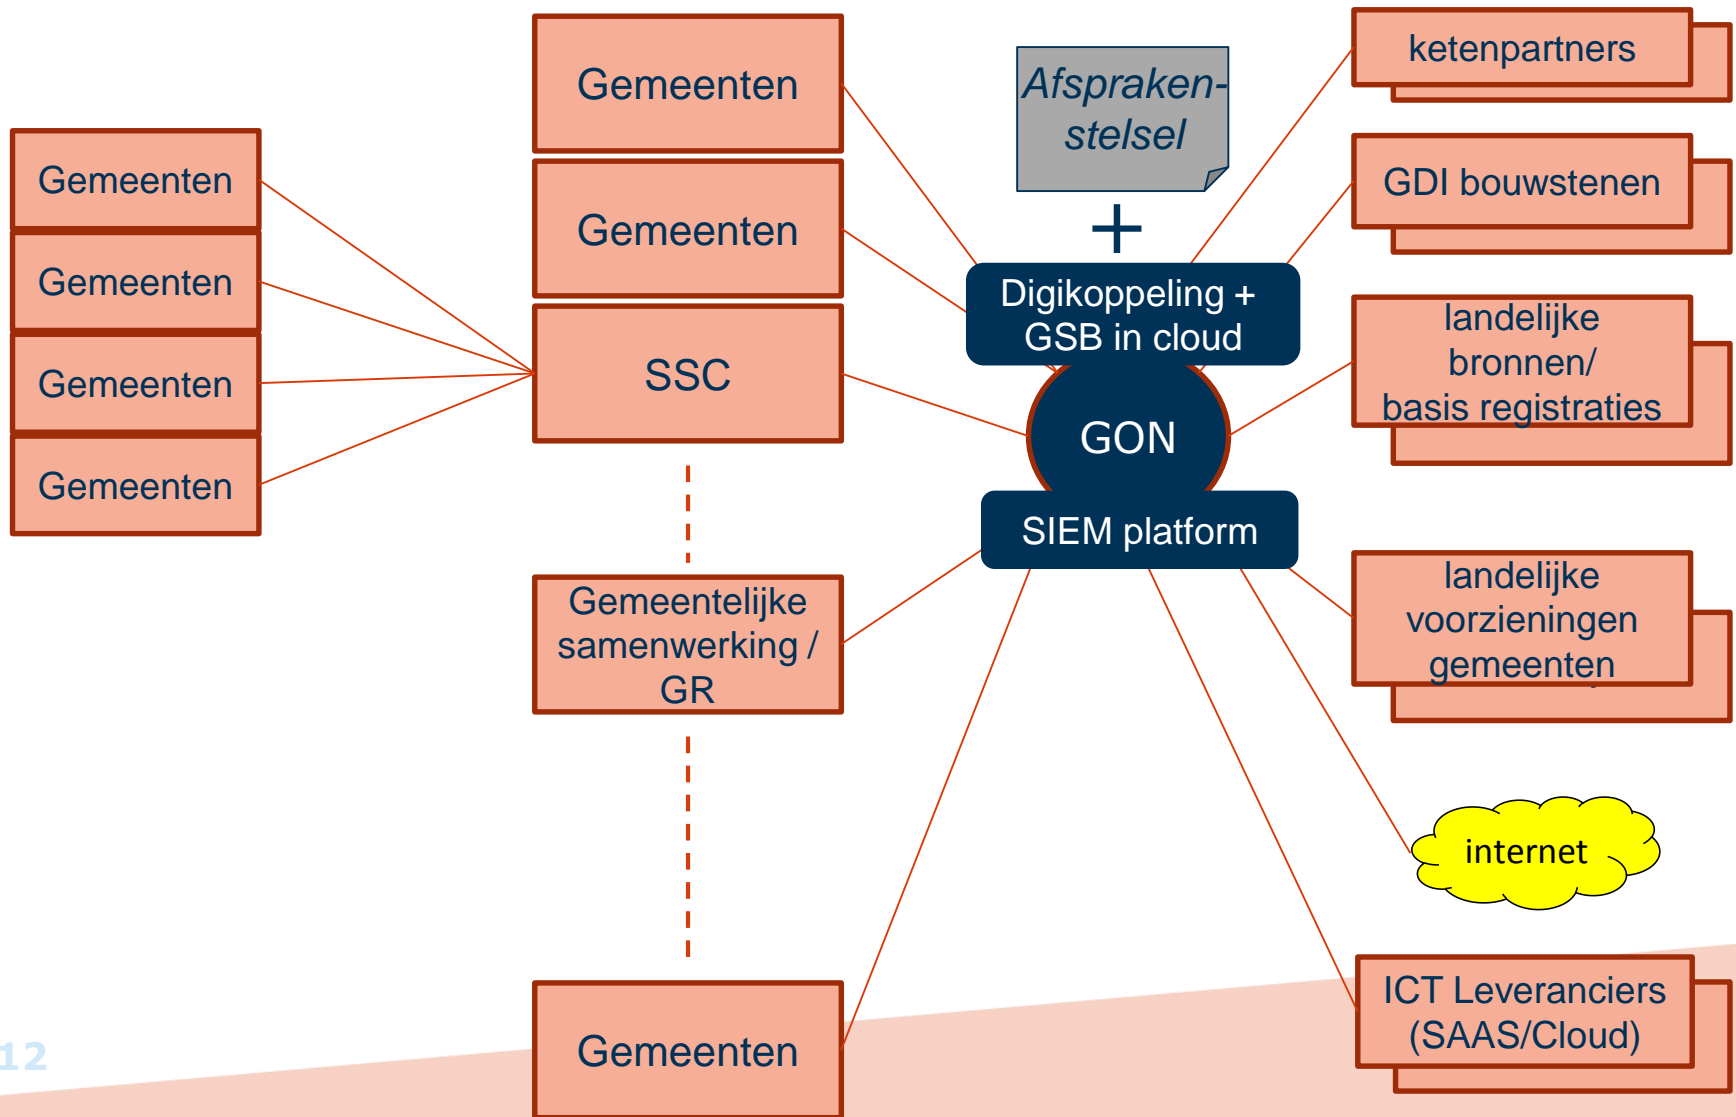 Gemeenten
Gemeenten
Gemeenten
Gemeenten
Gemeenten
Gemeenten
SSC
Gemeentelijke
samenwerking /
GR
Gemeenten
Afspraken-
stelsel
+
Digikoppeling +
GSB in cloud
GON
SIEM platform
ketenpartners
GDI bouwstenen
landelijke
bronnen/
basis registraties
landelijke
voorzieningen
gemeenten
internet
ICT Leveranciers
(SAAS/Cloud)
12